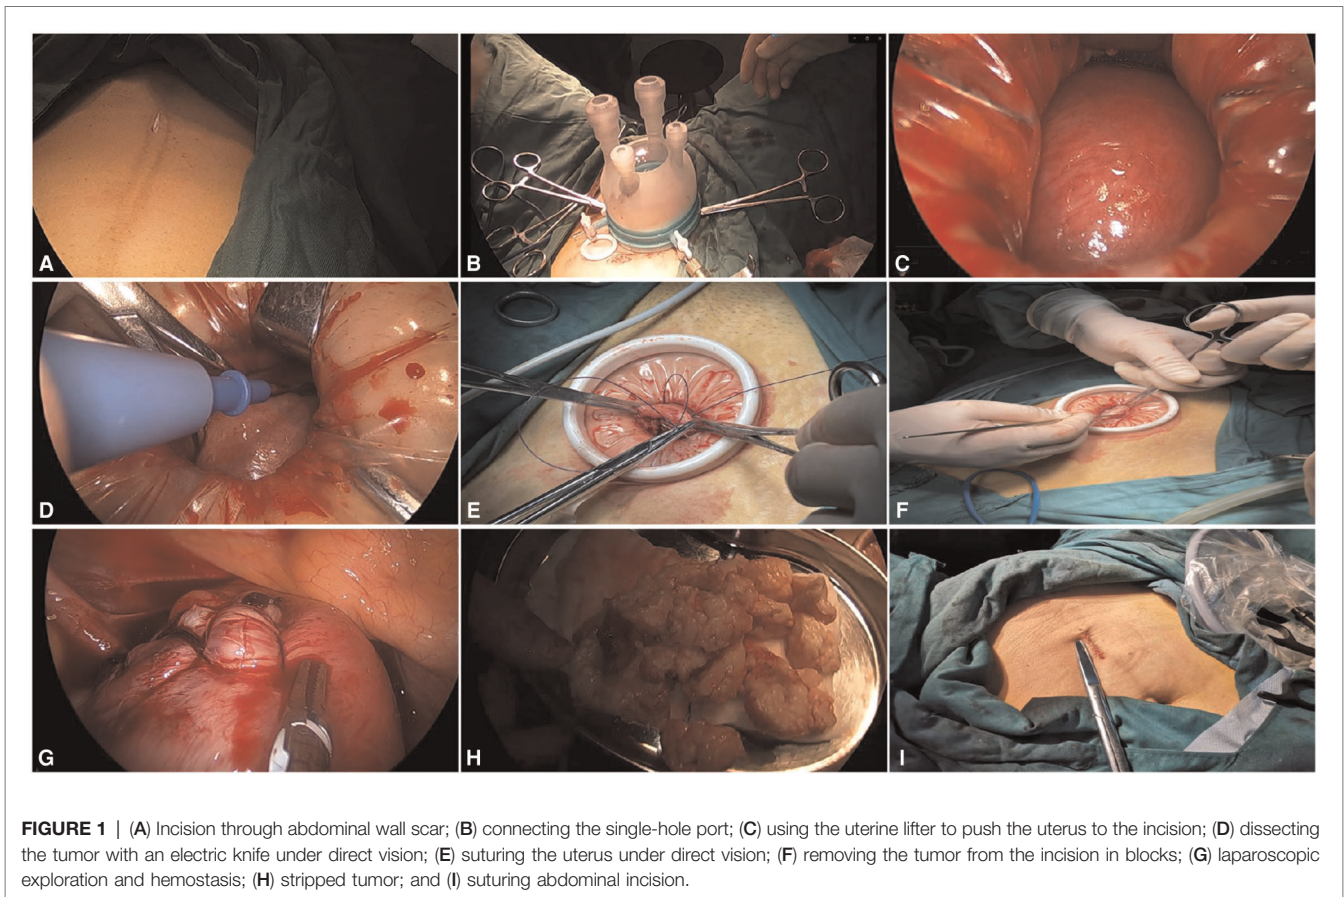 A
B
C
D
E
F
G
H
I
FIGURE 1 | (A) Incision through abdominal wall scar; (B) connecting the single-hole port; (C) using the uterine lifter to push the uterus to the incision; (D) dissecting
the tumor with an electric knife under direct vision; (E) suturing the uterus under direct vision; (F) removing the tumor from the incision in blocks; (G) laparoscopic
exploration and hemostasis; (H) stripped tumor; and (I) suturing abdominal incision.